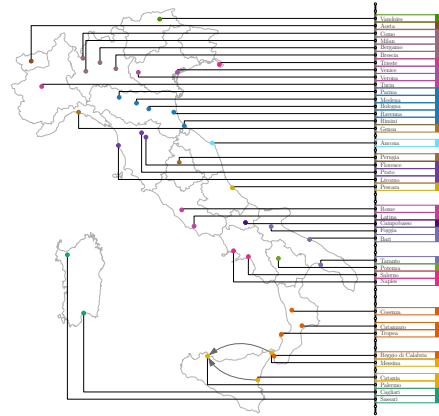 Vandoire
Aosta
Como
Milan
Bergamo
Brescia
Trieste
Venice
Verona
Turin
Parma
Modena
Bologna
Ravenna
Rimini
Genoa
Ancona
Perugia
Florence
Prato
Livorno
Pescara
Rome
Latina
Campobasso
Foggia
Bari
Taranto
Potenza
Salerno
Naples
Cosenza
Catanzaro
Tropea
Reggio di Calabria
Messina
Catania
Palermo
Cagliari
Sassari